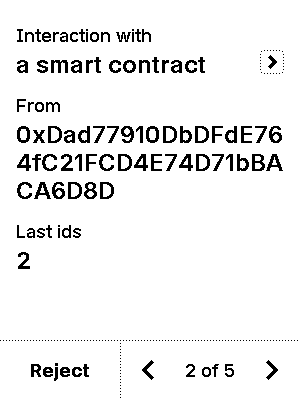 Interaction with
a smart contract
From
0xDad77910DbDFdE76
4fC21FCD4E74D71bBA
CA6D8D
Last ids
2
Reject
2 of 5